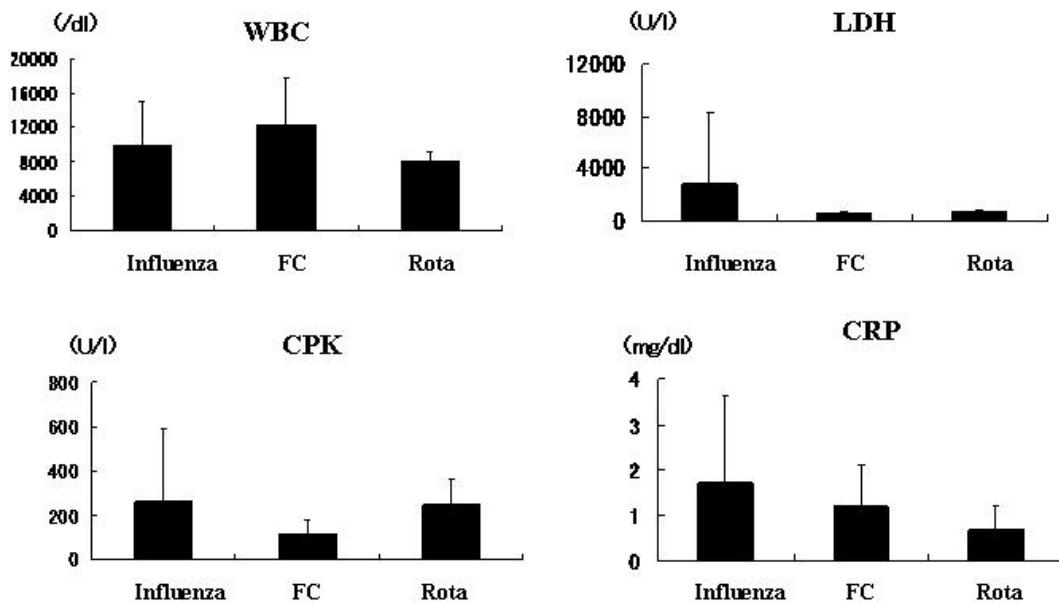 (/dl)
WBC
20000
16000
12000
8000
4000
0
Influenza FC Rota
(U/l)
LDH
12000
8000
4000
0
Influenza FC Rota
(U/l)
CPK
800
600
400
200
0
Influenza FC Rota
(mg/dl)
CRP
4
3
2
1
0
Influenza FC Rota